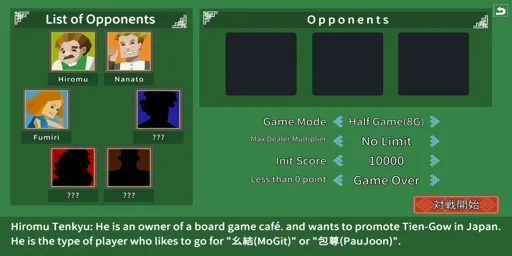 List of Opponents
Opponents
Hiromu
Nanato
Fumiri
???
???
???
Game Mode
Half Game(8G)
Max Dealer Multiplier
No Limit
Init Score
10000
Less than 0 point
Game Over
対戦開始
Hiromu Tenkyu: He is an owner of a board game café. and wants to promote Tien-Gow in Japan.
He is the type of player who likes to go for "幺結(MoGit)" or "包尊(PauJoon)".